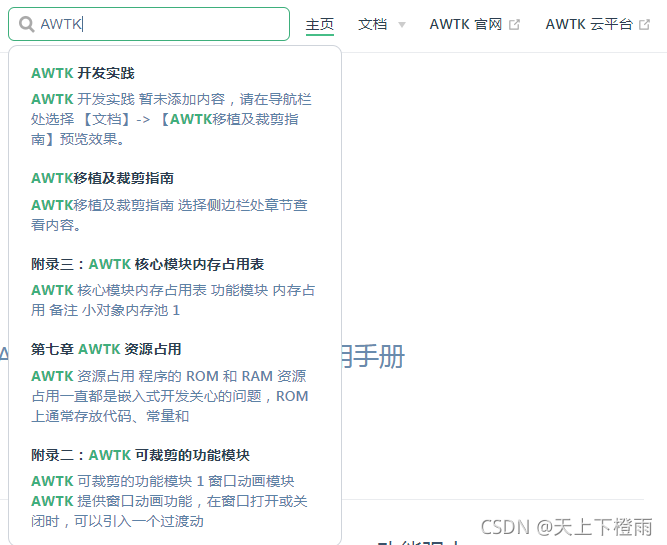 AWTK
主页 文档 AWTK 官网 AWTK 云平台
AWTK 开发实践
AWTK 开发实践 暂未添加内容，请在导航栏
处选择 【文档】-> 【AWTK移植及裁剪指
南】预览效果。
AWTK移植及裁剪指南
AWTK移植及裁剪指南 选择侧边栏处章节查
看内容。
附录三：AWTK 核心模块内存占用表
AWTK 核心模块内存占用表 功能模块 内存占
用 备注 小对象内存池 1
用手册
第七章 AWTK 资源占用
AWTK 资源占用 程序的 ROM 和 RAM 资源
占用一直都是嵌入式开发关心的问题，ROM
上通常存放代码、常量和
附录二：AWTK 可裁剪的功能模块
AWTK 可裁剪的功能模块 1 窗口动画模块
AWTK 提供窗口动画功能，在窗口打开或关
闭时，可以引入一个过渡动
CSDN @天上下橙雨